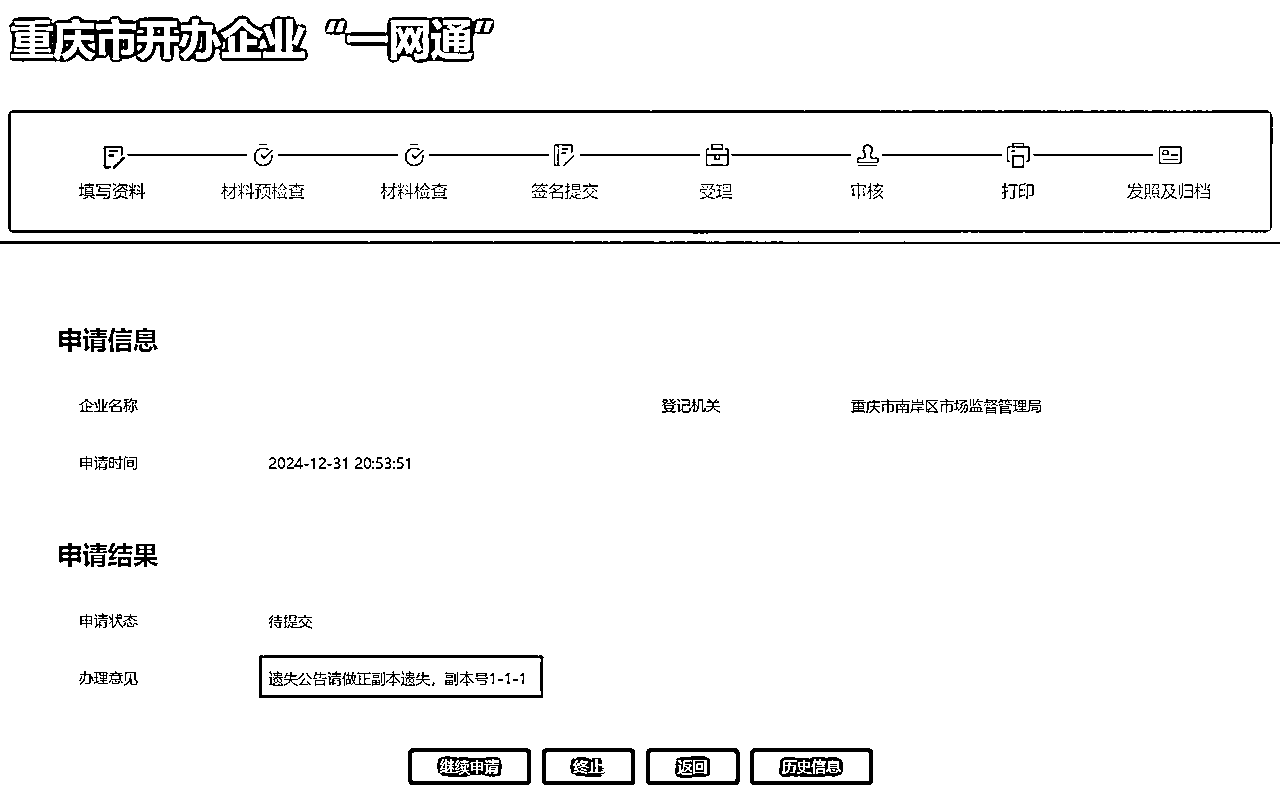 重庆市开办企业“一网通”
填写资料 材料预检查 材料检查 签名提交 受理 审核 打印 发照及归档
申请信息
企业名称 登记机关 重庆市南岸区市场监督管理局
申请时间 2024-12-31 20:53:51
申请结果
申请状态 待提交
办理意见 遗失公告请做正副本遗失，副本号1-1-1
继续申请 终止 返回 历史信息